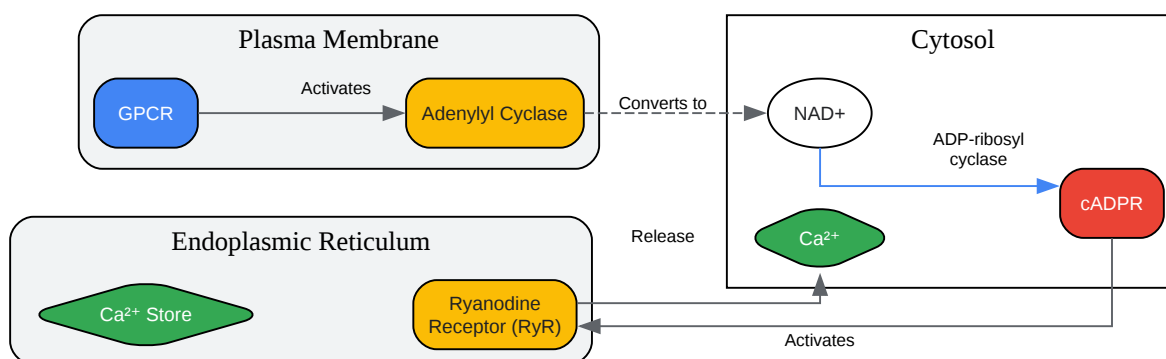 Plasma Membrane
GPCR
Activates
Adenylyl Cyclase
Converts to
Cytosol
NAD+
ADP-ribosyl
cyclase
cADPR
Ca²⁺
Release
Endoplasmic Reticulum
Ca²⁺ Store
Ryanodine
Receptor (RyR)
Activates